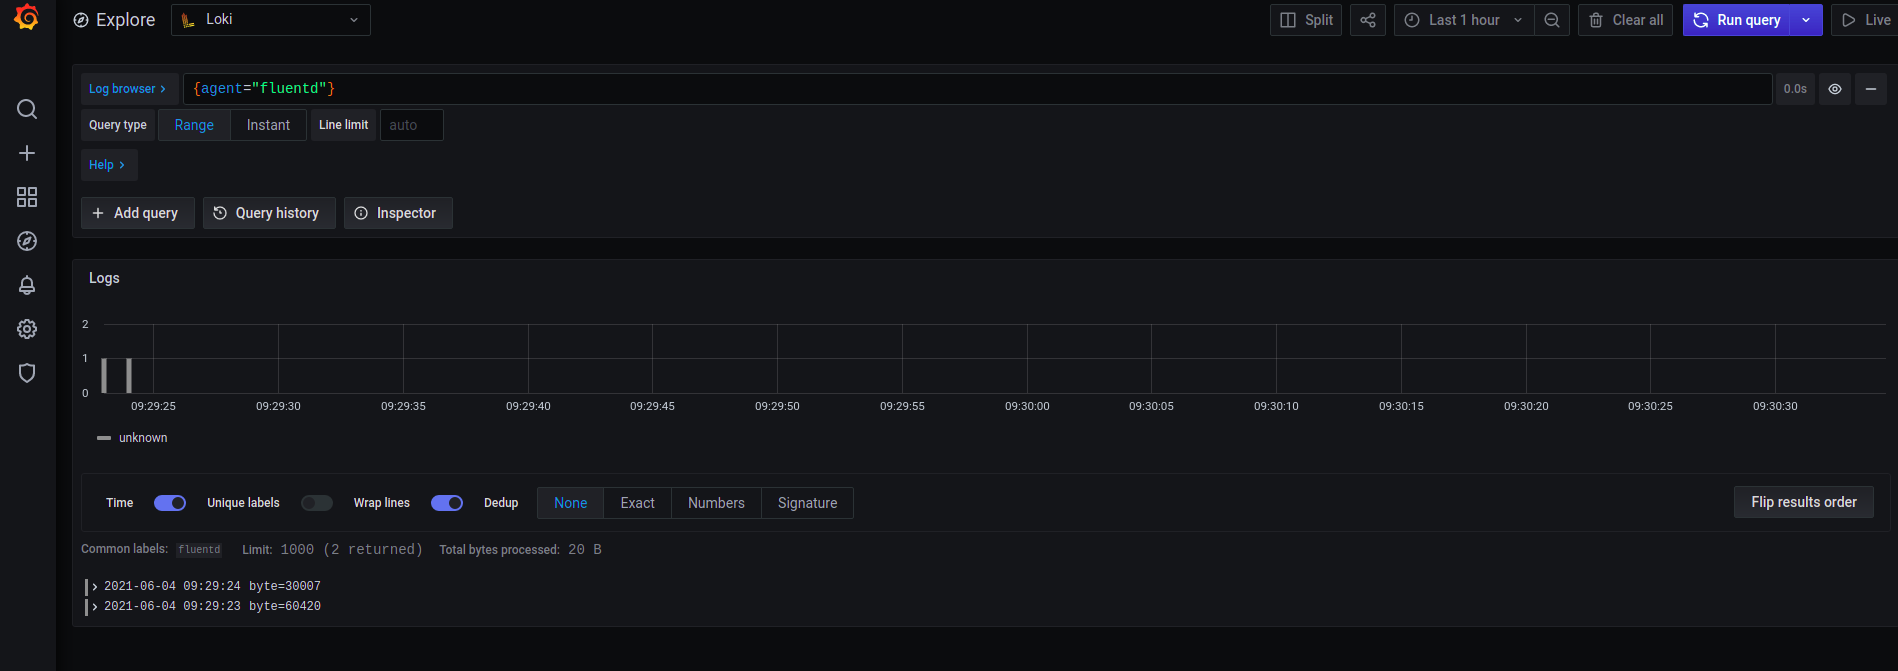 Explore Loki Split Last 1 hour Clear all Run query Live
Log browser > {agent="fluentd"} 0.0s
Query type Range Instant Line limit auto
Help >
+ Add query Query history Inspector
Logs
2
1
0
09:29:25 09:29:30 09:29:35 09:29:40 09:29:45 09:29:50 09:29:55 09:30:00 09:30:05 09:30:10 09:30:15 09:30:20 09:30:25 09:30:30
unknown
Time Unique labels Wrap lines Dedup None Exact Numbers Signature Flip results order
Common labels: fluentd Limit: 1000 (2 returned) Total bytes processed: 20 B
> 2021-06-04 09:29:24 byte=30007
> 2021-06-04 09:29:23 byte=60420